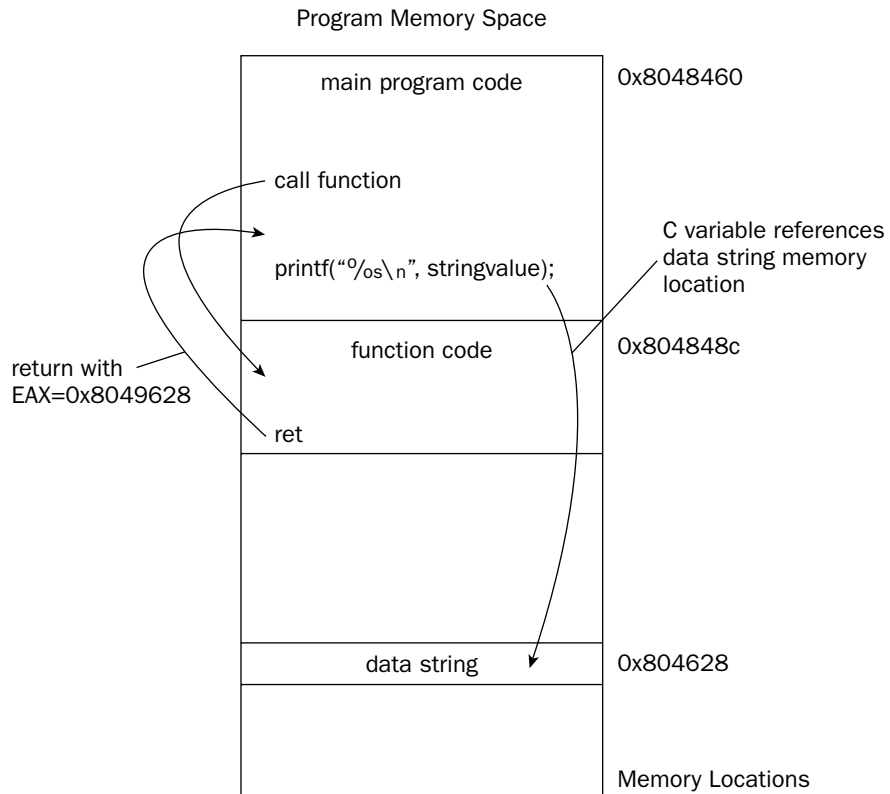 Program Memory Space
main program code
0x8048460
call function
C variable references
data string memory
location
printf(“%s\n”, stringvalue);
function code
0x804848c
return with
EAX=0x8049628
ret
data string
0x804628
Memory Locations